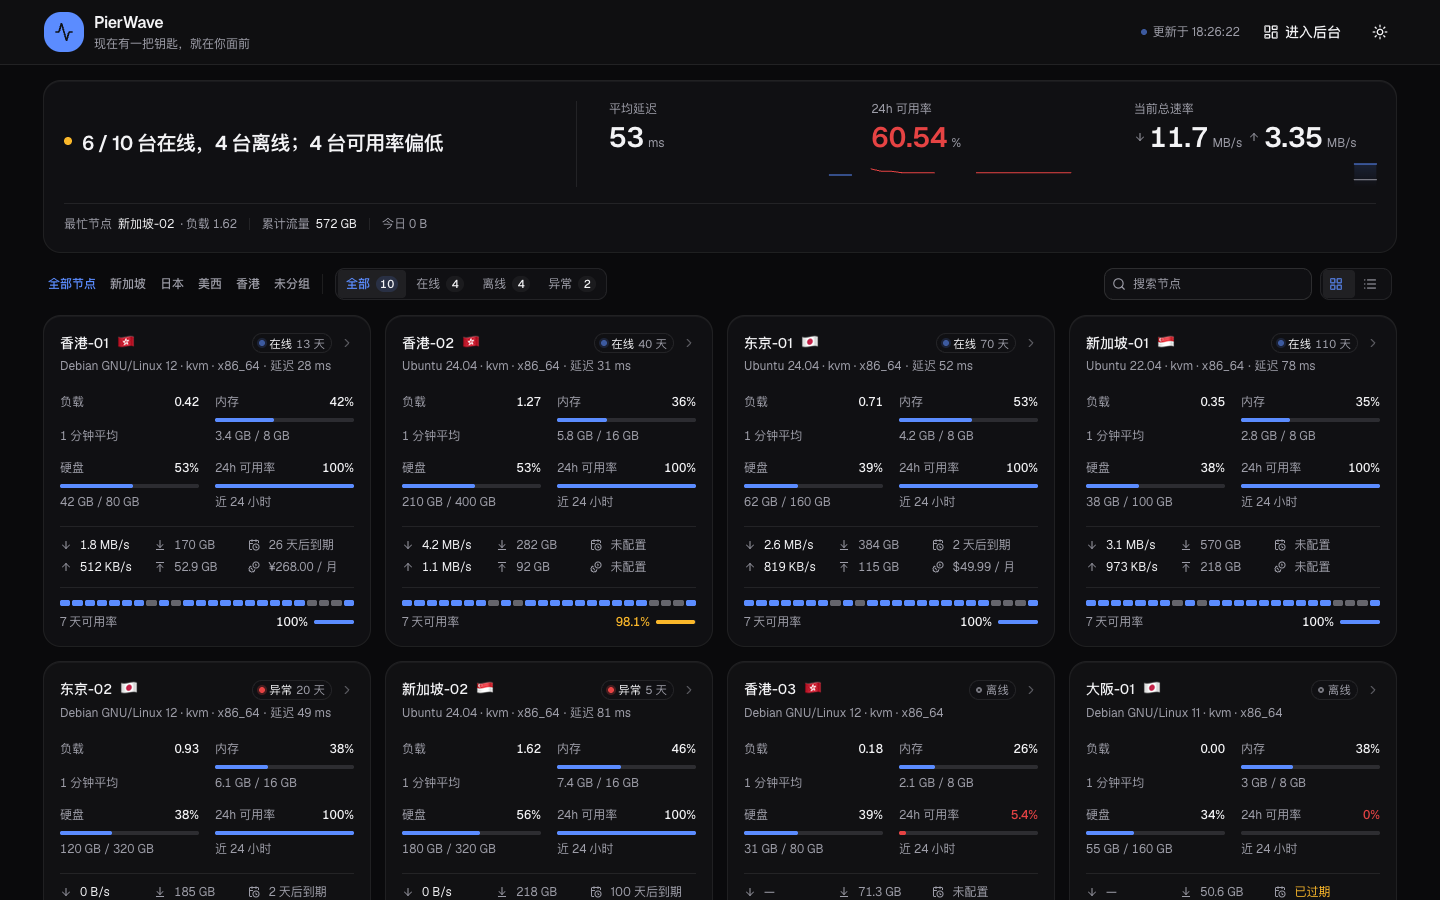 PierWave
现在有一把钥匙，就在你面前
更新于 18:26:22
进入后台
6 / 10 台在线，4 台离线；4 台可用率偏低
平均延迟
53 ms
24h 可用率
60.54 %
当前总速率
11.7 MB/s 3.35 MB/s
最忙节点 新加坡-02 · 负载 1.62 累计流量 572 GB 今日 0 B
全部节点 新加坡 日本 美西 香港 未分组 全部 10 在线 4 离线 4 异常 2
搜索节点
香港-01 在线 13 天
Debian GNU/Linux 12 · kvm · x86_64 · 延迟 28 ms
负载 0.42 内存 42%
1 分钟平均 3.4 GB / 8 GB
硬盘 53% 24h 可用率 100%
42 GB / 80 GB 近 24 小时
1.8 MB/s 170 GB 26 天后到期
512 KB/s 52.9 GB ¥268.00 / 月
7 天可用率 100%
香港-02 在线 40 天
Ubuntu 24.04 · kvm · x86_64 · 延迟 31 ms
负载 1.27 内存 36%
1 分钟平均 5.8 GB / 16 GB
硬盘 53% 24h 可用率 100%
210 GB / 400 GB 近 24 小时
4.2 MB/s 282 GB 未配置
1.1 MB/s 92 GB 未配置
7 天可用率 98.1%
东京-01 在线 70 天
Ubuntu 24.04 · kvm · x86_64 · 延迟 52 ms
负载 0.71 内存 53%
1 分钟平均 4.2 GB / 8 GB
硬盘 39% 24h 可用率 100%
62 GB / 160 GB 近 24 小时
2.6 MB/s 384 GB 2 天后到期
819 KB/s 115 GB $49.99 / 月
7 天可用率 100%
新加坡-01 在线 110 天
Ubuntu 22.04 · kvm · x86_64 · 延迟 78 ms
负载 0.35 内存 35%
1 分钟平均 2.8 GB / 8 GB
硬盘 38% 24h 可用率 100%
38 GB / 100 GB 近 24 小时
3.1 MB/s 570 GB 未配置
973 KB/s 218 GB 未配置
7 天可用率 100%
东京-02 异常 20 天
Debian GNU/Linux 12 · kvm · x86_64 · 延迟 49 ms
负载 0.93 内存 38%
1 分钟平均 6.1 GB / 16 GB
硬盘 38% 24h 可用率 100%
120 GB / 320 GB 近 24 小时
0 B/s 185 GB 2 天后到期
新加坡-02 异常 5 天
Ubuntu 24.04 · kvm · x86_64 · 延迟 81 ms
负载 1.62 内存 46%
1 分钟平均 7.4 GB / 16 GB
硬盘 56% 24h 可用率 100%
180 GB / 320 GB 近 24 小时
0 B/s 218 GB 100 天后到期
香港-03 离线
Debian GNU/Linux 12 · kvm · x86_64
负载 0.18 内存 26%
1 分钟平均 2.1 GB / 8 GB
硬盘 39% 24h 可用率 5.4%
31 GB / 80 GB 近 24 小时
— 71.3 GB 未配置
大阪-01 离线
Debian GNU/Linux 11 · kvm · x86_64
负载 0.00 内存 38%
1 分钟平均 3 GB / 8 GB
硬盘 34% 24h 可用率 0%
55 GB / 160 GB 近 24 小时
— 50.6 GB 已过期